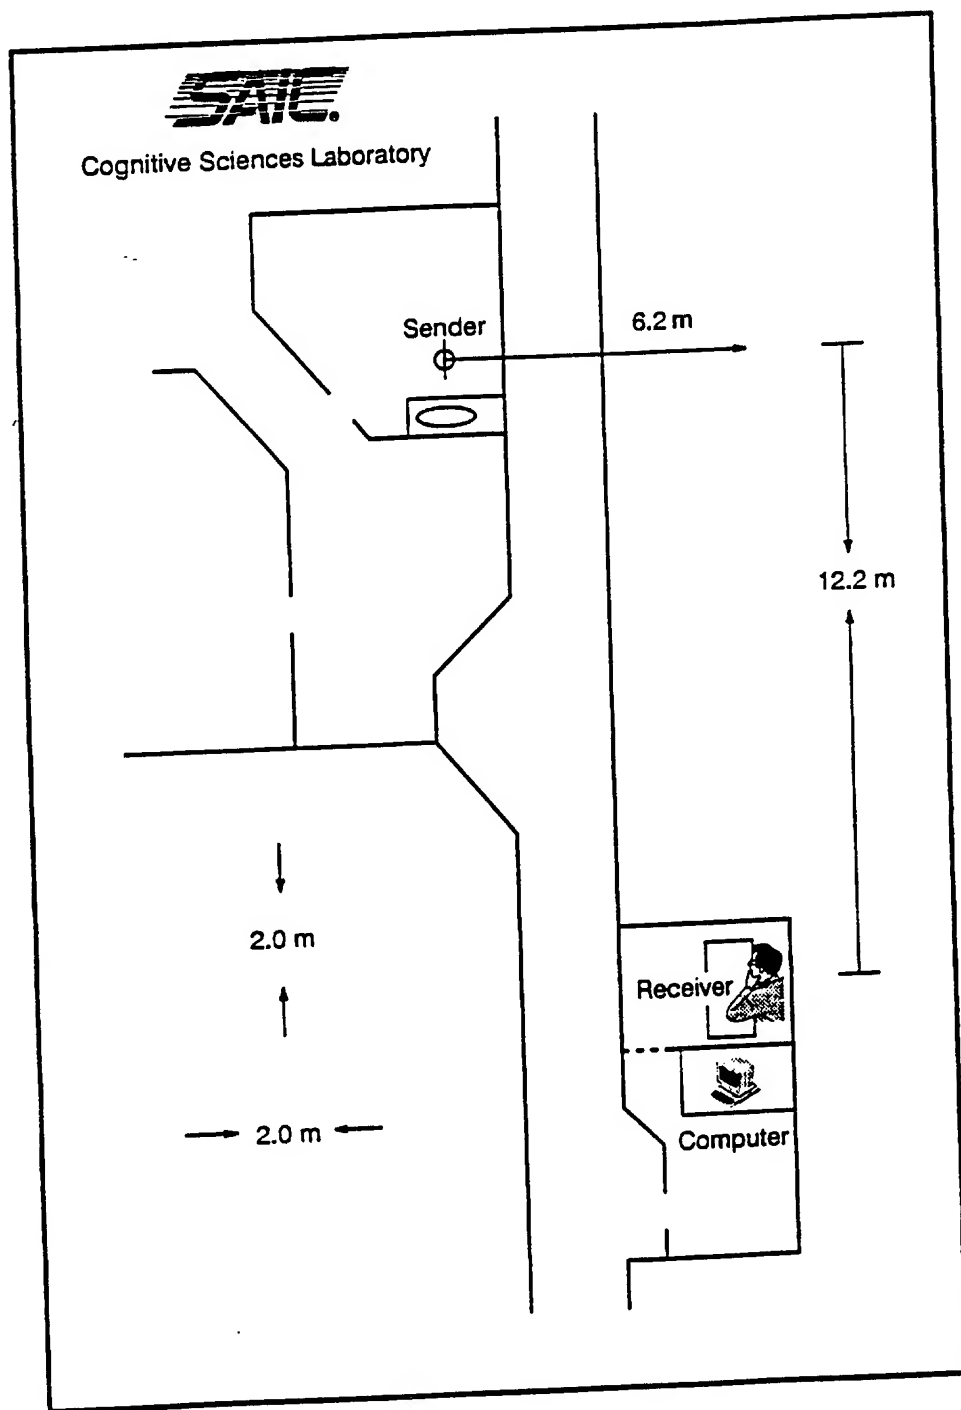 SAIC.
Cognitive Sciences Laboratory
Sender
6.2 m
12.2 m
2.0 m
Receiver
2.0 m
Computer